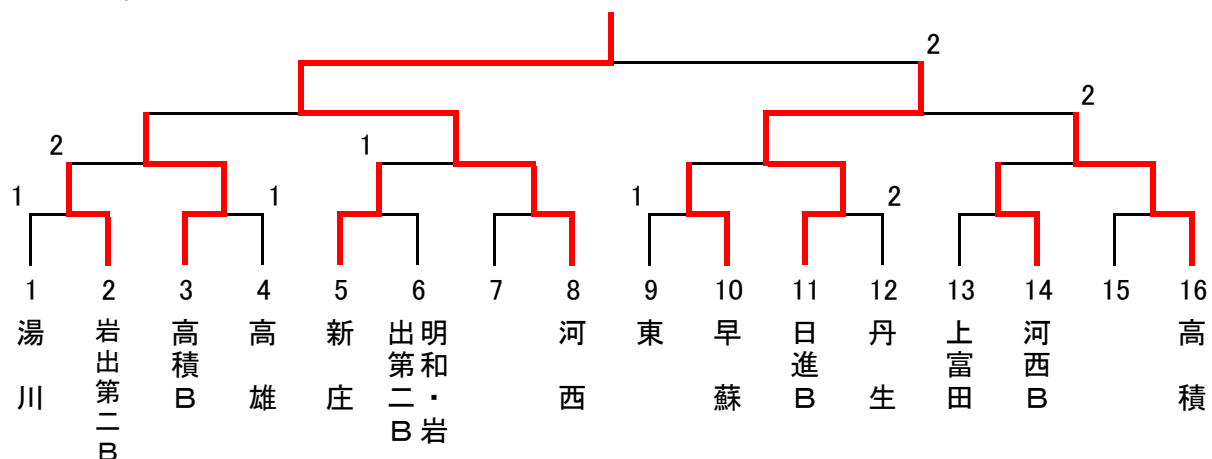 2
2
2
1
1
1
1
2
1
2
3
4
5
6
7
8
9
10
11
12
13
14
15
16
湯川
岩出第二B
高積B
高雄
新庄
明和・岩
出第二B
河西
東
早蘇
日進B
丹生
上富田
河西B
高積